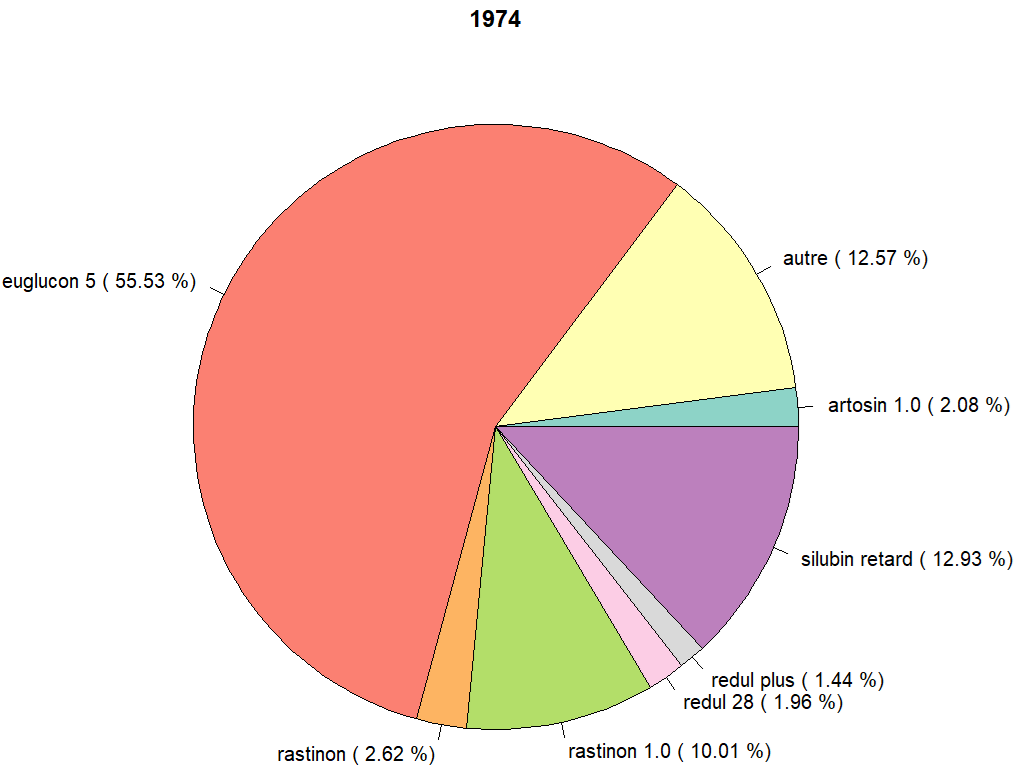 1974
autre ( 12.57 %)
euglucon 5 ( 55.53 %)
artosin 1.0 ( 2.08 %)
silubin retard ( 12.93 %)
redul plus ( 1.44 %)
redul 28 ( 1.96 %)
rastinon ( 2.62 %)
rastinon 1.0 ( 10.01 %)